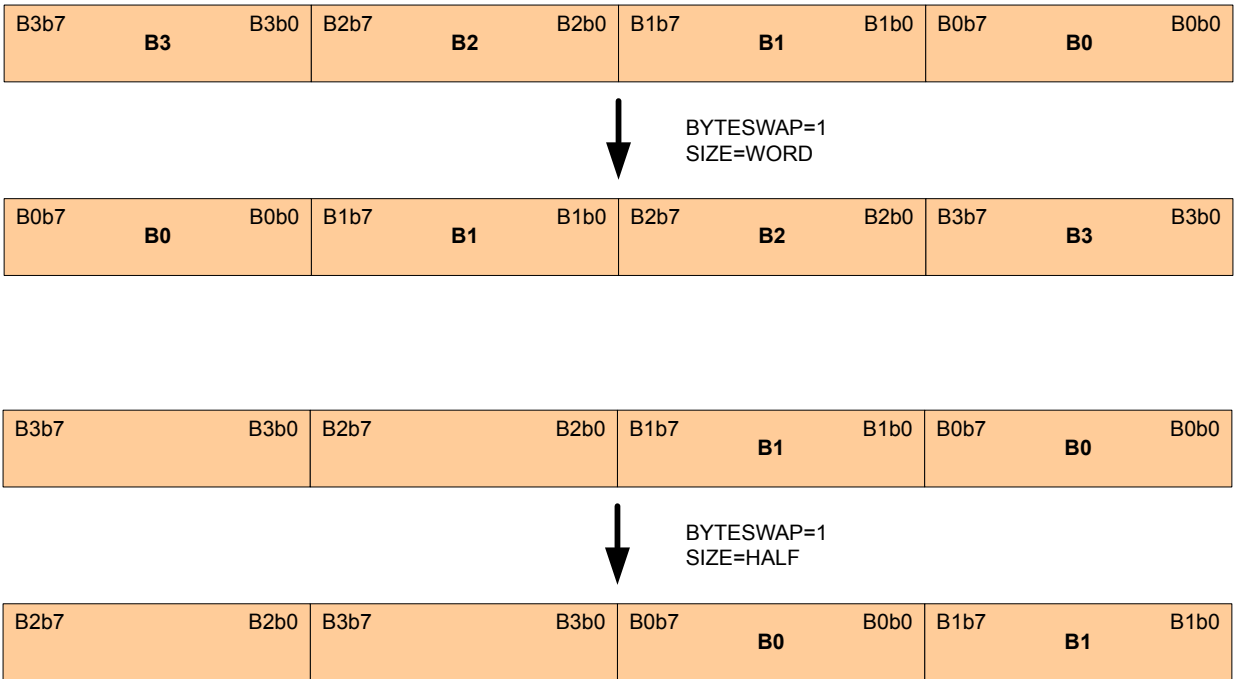 B3b7 B3b0 B2b7 B2b0 B1b7 B1b0 B0b7 B0b0
B3 B2 B1 B0
BYTESWAP=1
SIZE=WORD
B0b7 B0b0 B1b7 B1b0 B2b7 B2b0 B3b7 B3b0
B0 B1 B2 B3
B3b7 B3b0 B2b7 B2b0 B1b7 B1b0 B0b7 B0b0
B1 B0
BYTESWAP=1
SIZE=HALF
B2b7 B2b0 B3b7 B3b0 B0b7 B0b0 B1b7 B1b0
B0 B1